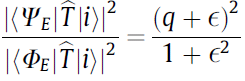 |⟨Ψ_E|T̂|i⟩|² / |⟨Φ_E|T̂|i⟩|² = (q + ϵ)² / 1 + ϵ²